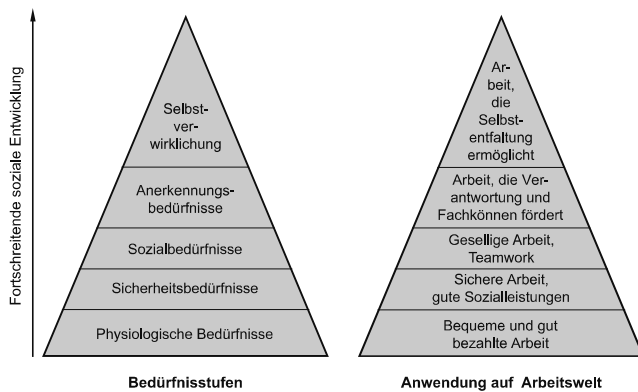 Fortschreitende soziale Entwicklung
Selbst-
ver-
wirklichung
Anerkennungs-
bedürfnisse
Sozialbedürfnisse
Sicherheitsbedürfnisse
Physiologische Bedürfnisse
Bedürfnisstufen
Ar-
beit,
die
Selbst-
entfaltung
ermöglicht
Arbeit, die Ver-
antwortung und
Fachkönnen fördert
Gesellige Arbeit,
Teamwork
Sichere Arbeit,
gute Sozialleistungen
Bequeme und gut
bezahlte Arbeit
Anwendung auf Arbeitswelt